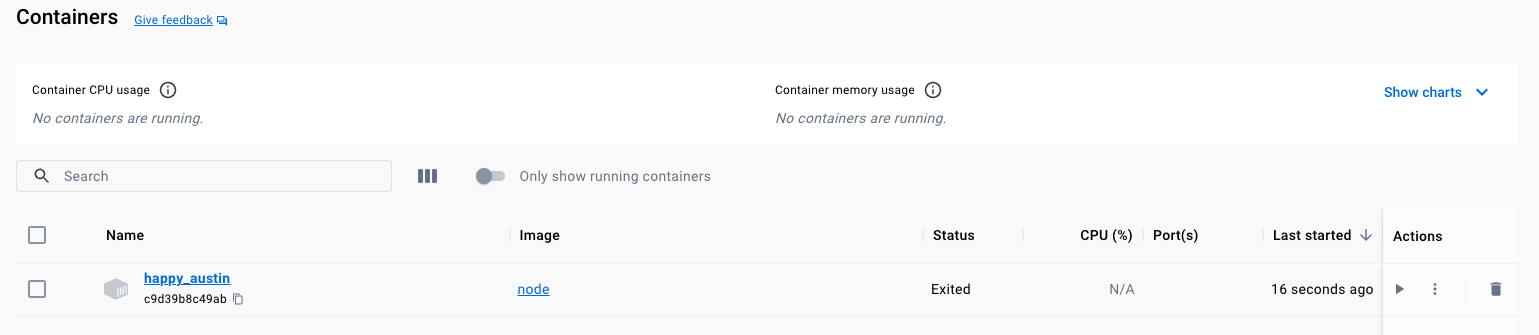 Containers Give feedback
Container CPU usage Container memory usage Show charts
No containers are running. No containers are running.
Search Only show running containers
Name Image Status CPU (%) Port(s) Last started Actions
happy_austin
c9d39b8c49ab
node Exited N/A 16 seconds ago